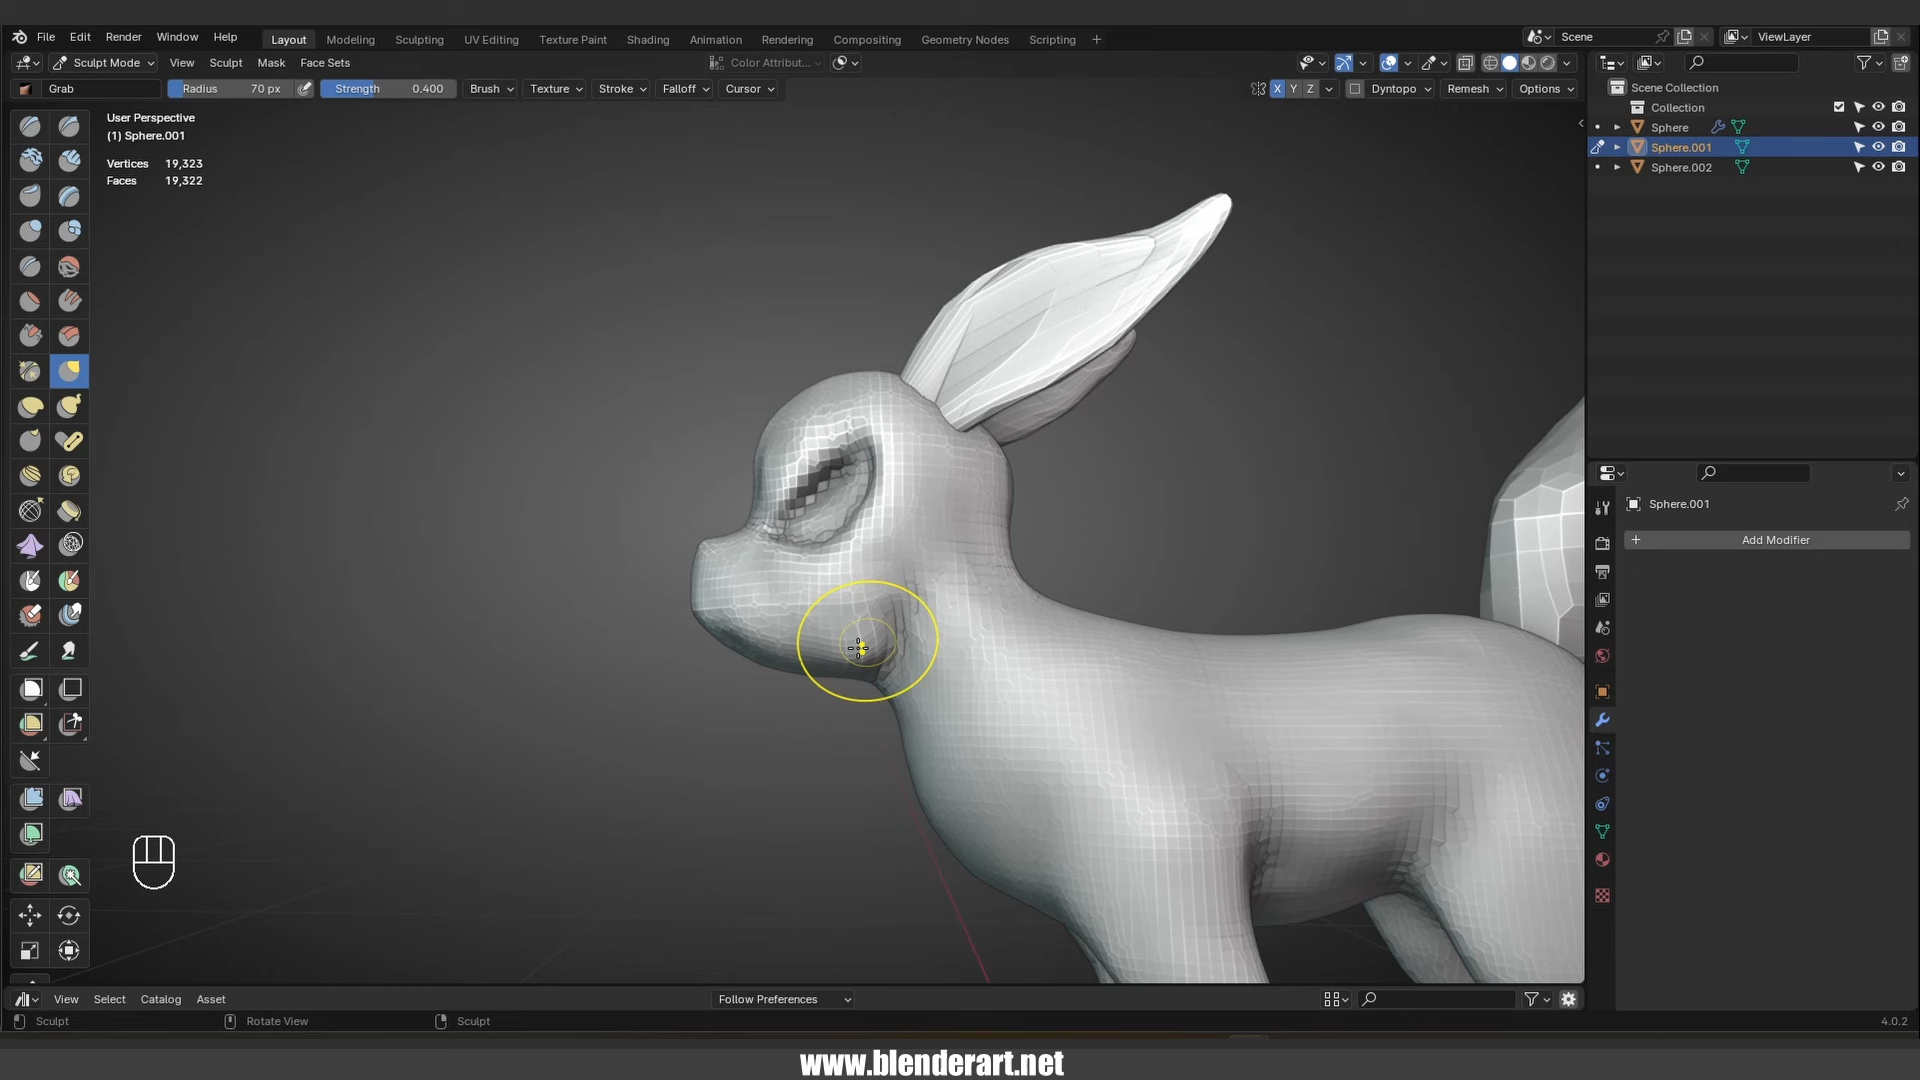 File Edit Render Window Help Layout Modeling Sculpting UV Editing Texture Paint Shading Animation Rendering Compositing Geometry Nodes Scripting + Scene ViewLayer
Sculpt Mode View Sculpt Mask Face Sets Color Attribut...
Grab Radius 70 px Strength 0.400 Brush Texture Stroke Falloff Cursor X Y Z Dyntopo Remesh Options
Scene Collection
Collection
Sphere
Sphere.001
Sphere.002
User Perspective
(1) Sphere.001
Vertices 19,323
Faces 19,322
Sphere.001
+ Add Modifier
View Select Catalog Asset Follow Preferences
Sculpt Rotate View Sculpt 4.0.2
www.blenderart.net